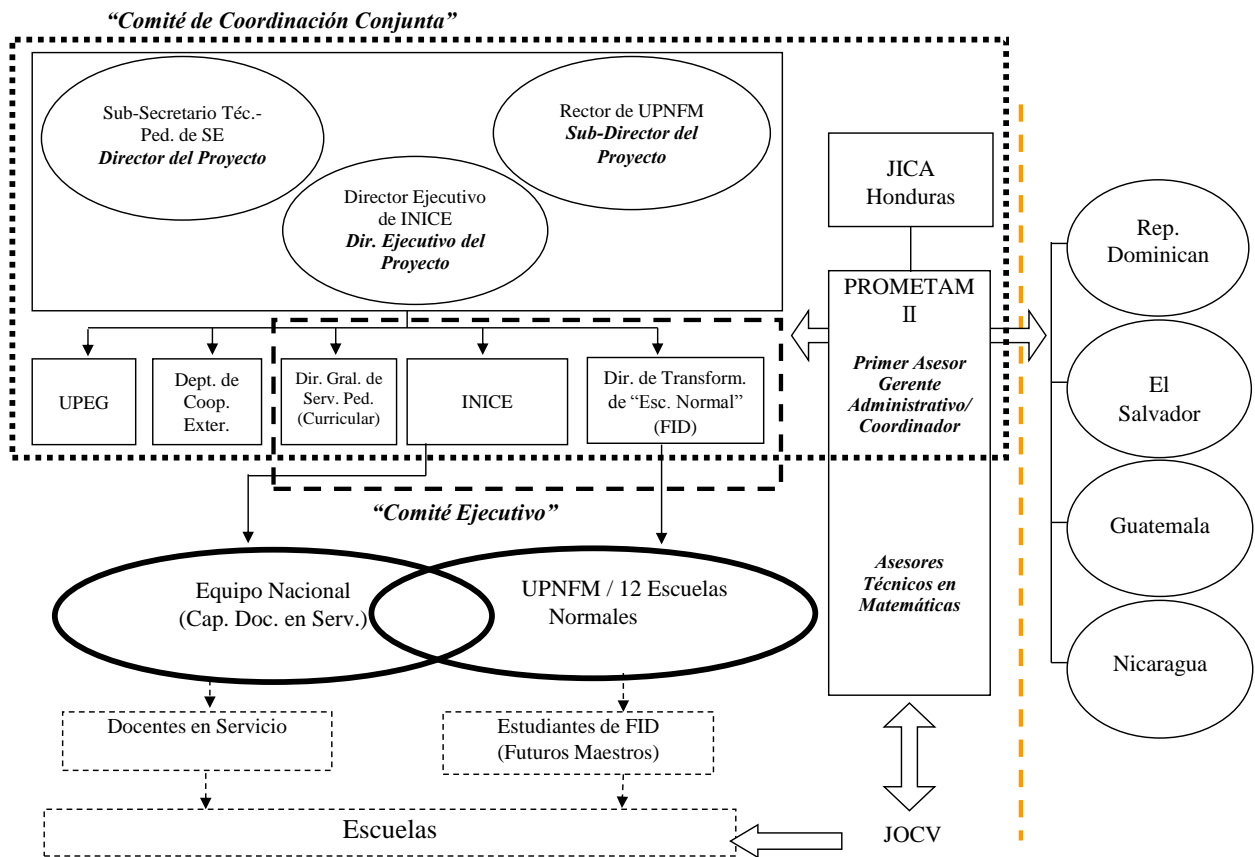 “Comité de Coordinación Conjunta”
Sub-Secretario Téc.-
Ped. de SE
Director del Proyecto
Rector de UPNFM
Sub-Director del
Proyecto
Director Ejecutivo
de INICE
Dir. Ejecutivo del
Proyecto
JICA
Honduras
UPEG
Dept. de
Coop.
Exter.
Dir. Gral. de
Serv. Ped.
(Curricular)
INICE
Dir. de Transform.
de “Esc. Normal”
(FID)
PROMETAM
II
Primer Asesor
Gerente
Administrativo/
Coordinador
Asesores
Técnicos en
Matemáticas
Rep.
Dominican
El
Salvador
Guatemala
Nicaragua
“Comité Ejecutivo”
Equipo Nacional
(Cap. Doc. en Serv.)
UPNFM / 12 Escuelas
Normales
Docentes en Servicio
Estudiantes de FID
(Futuros Maestros)
Escuelas
JOCV